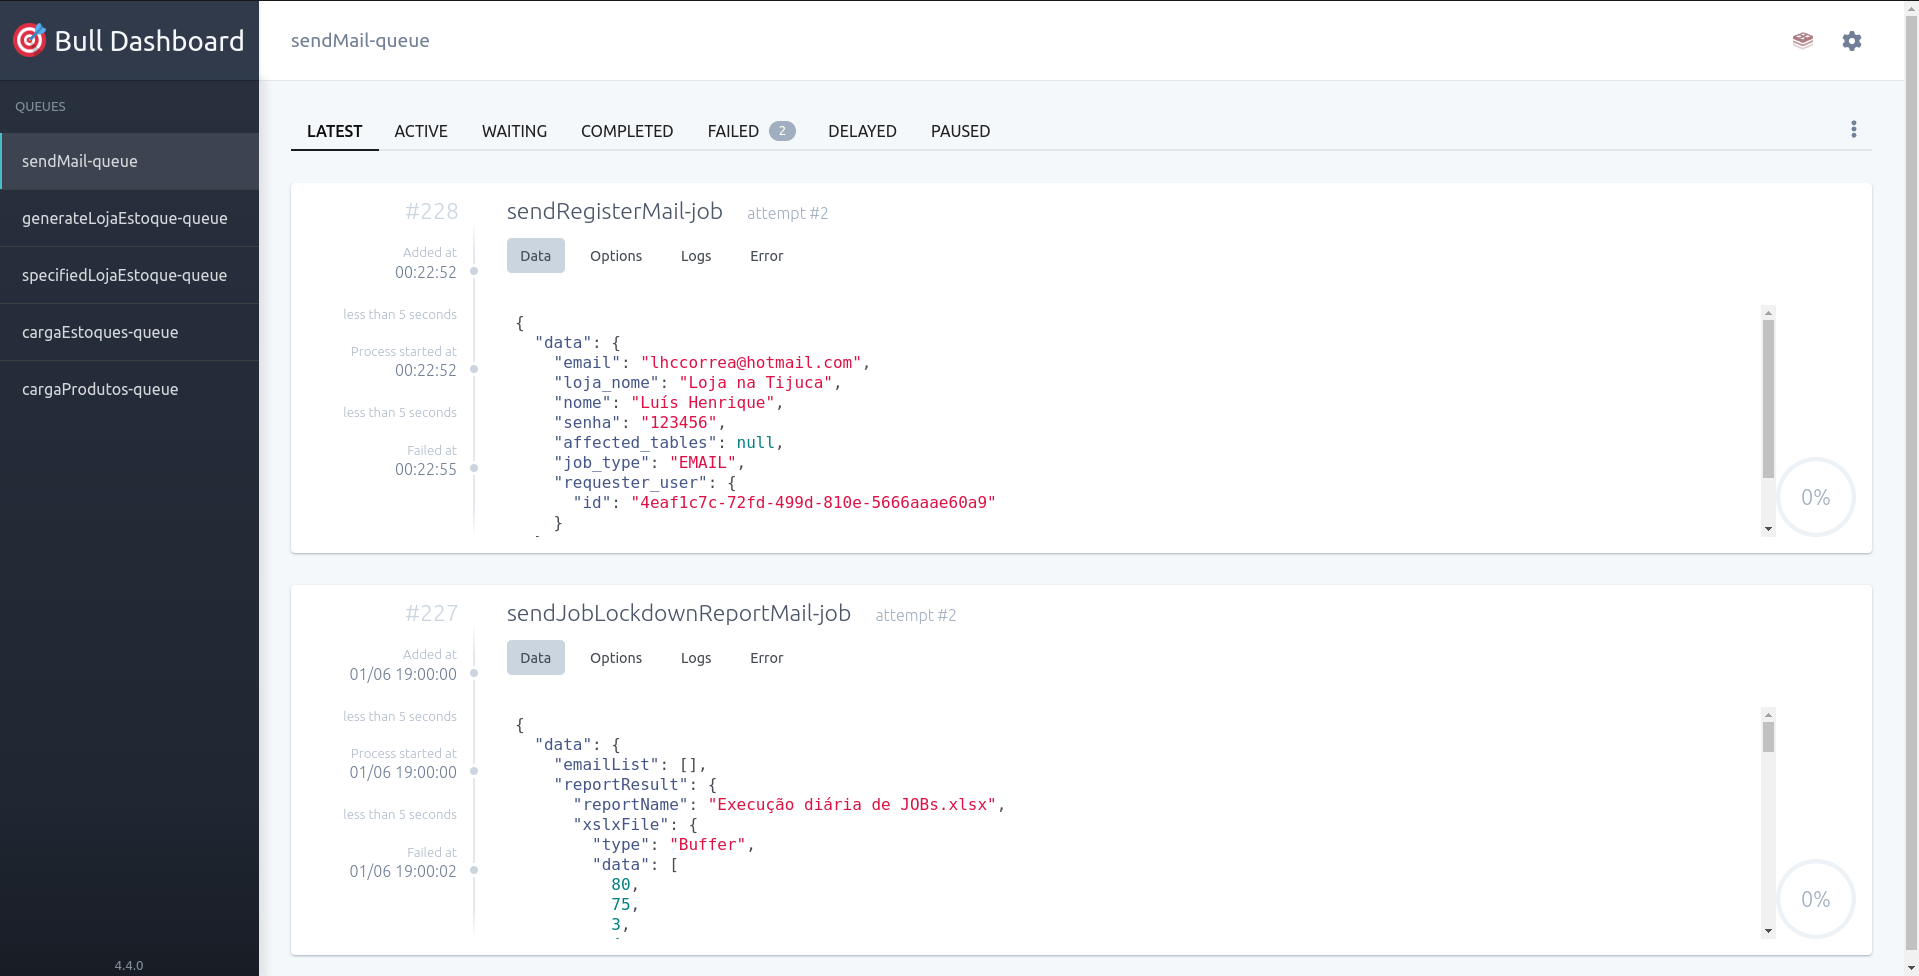 Bull Dashboard
QUEUES
sendMail-queue
generateLojaEstoque-queue
specifiedLojaEstoque-queue
cargaEstoques-queue
cargaProdutos-queue
4.4.0
sendMail-queue
LATEST ACTIVE WAITING COMPLETED FAILED 2 DELAYED PAUSED
#228
Added at
00:22:52
less than 5 seconds
Process started at
00:22:52
less than 5 seconds
Failed at
00:22:55
sendRegisterMail-job attempt #2
Data Options Logs Error
{
"data": {
"email": "lhccorrea@hotmail.com",
"loja_nome": "Loja na Tijuca",
"nome": "Luís Henrique",
"senha": "123456",
"affected_tables": null,
"job_type": "EMAIL",
"requester_user": {
"id": "4eaf1c7c-72fd-499d-810e-5666aaae60a9"
}
0%
#227
Added at
01/06 19:00:00
less than 5 seconds
Process started at
01/06 19:00:00
less than 5 seconds
Failed at
01/06 19:00:02
sendJobLockdownReportMail-job attempt #2
Data Options Logs Error
{
"data": {
"emailList": [],
"reportResult": {
"reportName": "Execução diária de JOBs.xlsx",
"xslxFile": {
"type": "Buffer",
"data": [
80,
75,
3,
0%